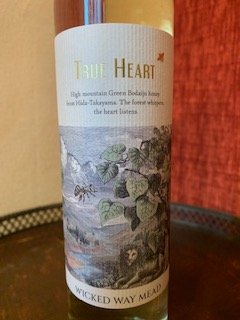 TRUE HEART
High mountain Green Bodaiju honey
from Hida-Takayama. The forest whispers,
the heart listens.
WICKED WAY MEAD